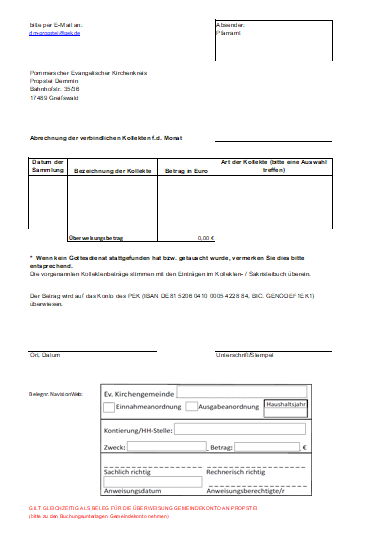 bitte per E-Mail an:
dm-propstei@pek.de
Absender:
Pfarramt
Pommerscher Evangelischer Kirchenkreis
Propstei Demmin
Bahnhofstr. 35/36
17489 Greifswald
Abrechnung der verbindlichen Kollekten f.d. Monat
Datum der Sammlung
Bezeichnung der Kollekte
Betrag in Euro
Art der Kollekte (bitte eine Auswahl treffen)
Überweisungsbetrag
0,00 €
* Wenn kein Gottesdienst stattgefunden hat bzw. getauscht wurde, vermerken Sie dies bitte
entsprechend.
Die vorgenannten Kollektenbeträge stimmen mit den Einträgen im Kollekten- / Sakristeibuch überein.
Der Betrag wird auf das Konto des PEK (IBAN DE81 5206 0410 0005 4228 84, BIC: GENODEF1EK1)
überwiesen.
Ort, Datum
Unterschrift/Stempel
Belegnr. NavisionWeb:
Ev. Kirchengemeinde
Einnahmeanordnung
Ausgabeanordnung
Haushaltsjahr
Kontierung/HH-Stelle:
Zweck:
Betrag:
€
Sachlich richtig
Rechnerisch richtig
Anweisungsdatum
Anweisungsberechtigte/r
GILT GLEICHZEITIG ALS BELEG FÜR DIE ÜBERWEISUNG GEMEINDEKONTO AN PROPSTEI
(bitte zu den Buchungsunterlagen Gemeindekonto nehmen)